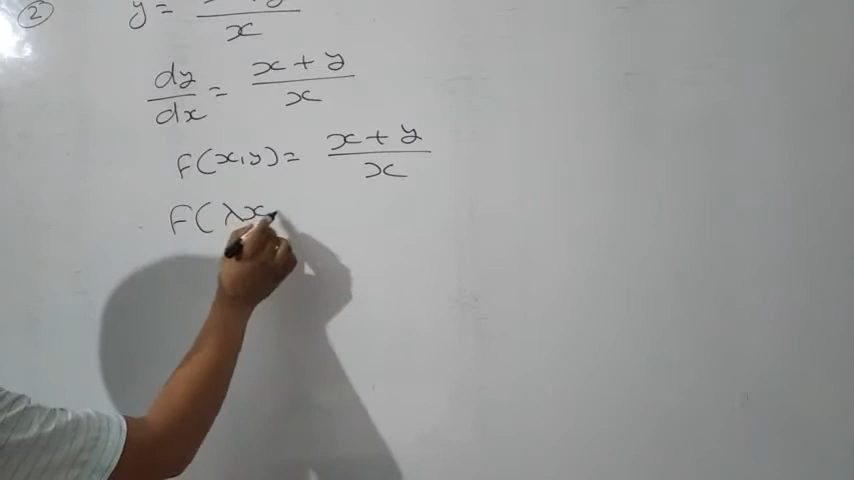 ②
y = x + y / x
dy/dx = x + y / x
F(x,y) = x + y / x
F(λx